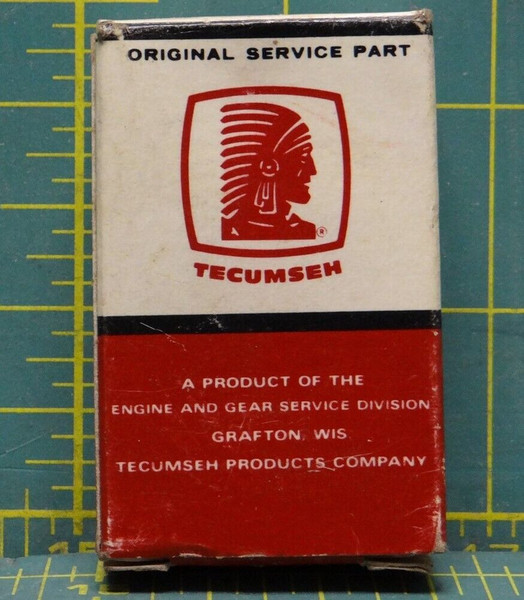 ORIGINAL SERVICE PART
®
TECUMSEH
A PRODUCT OF THE
ENGINE AND GEAR SERVICE DIVISION
GRAFTON, WIS
TECUMSEH PRODUCTS COMPANY